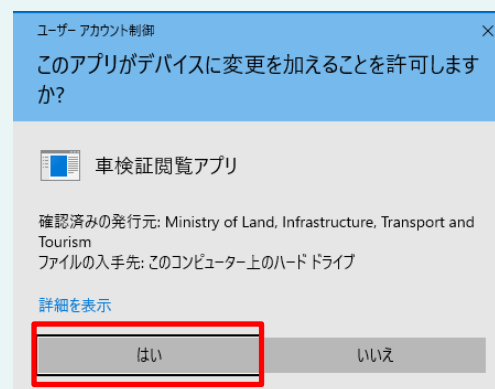 ユーザー アカウント制御
このアプリがデバイスに変更を加えることを許可します
か?
車検証閲覧アプリ
確認済みの発行元: Ministry of Land, Infrastructure, Transport and
Tourism
ファイルの入手先: このコンピューター上のハード ドライブ
詳細を表示
はい
いいえ